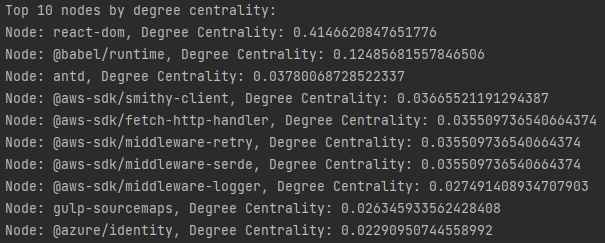 Top 10 nodes by degree centrality:
Node: react-dom, Degree Centrality: 0.4146620847651776
Node: @babel/runtime, Degree Centrality: 0.12485681557846506
Node: antd, Degree Centrality: 0.03780068728522337
Node: @aws-sdk/smithy-client, Degree Centrality: 0.03665521191294387
Node: @aws-sdk/fetch-http-handler, Degree Centrality: 0.035509736540664374
Node: @aws-sdk/middleware-retry, Degree Centrality: 0.035509736540664374
Node: @aws-sdk/middleware-serde, Degree Centrality: 0.035509736540664374
Node: @aws-sdk/middleware-logger, Degree Centrality: 0.027491408934707903
Node: gulp-sourcemaps, Degree Centrality: 0.026345933562428408
Node: @azure/identity, Degree Centrality: 0.02290950744558992